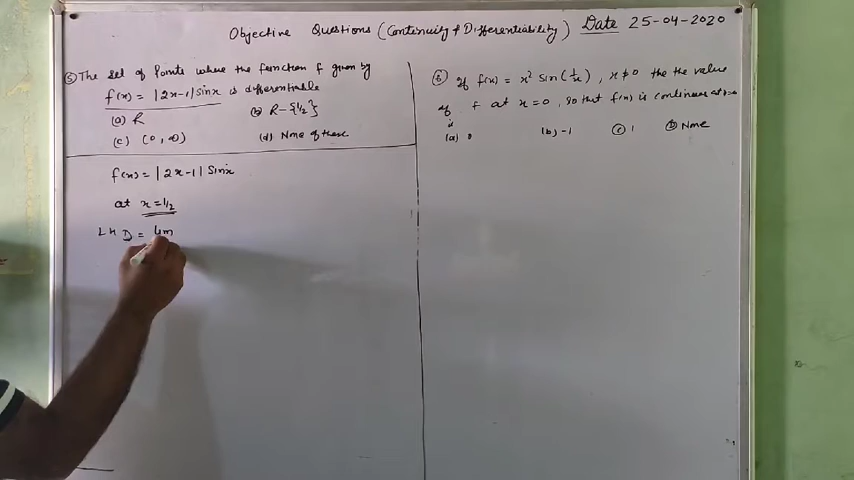 Objective Questions (Continuity & Differentiability) Date 25-04-2020
⑤ The set of Points where the function f given by
f(x) = |2x-1| sinx is differentiable
(a) R (b) R-{1/2}
(c) (0, ∞) (d) None of these
f(x) = |2x-1| Sinx
at x = 1/2
LHD = lim
⑥ If f(x) = x² sin(1/x), x ≠ 0 the the value
of f at x = 0, so that f(x) is continuous at x=0
is
(a) 0 (b) -1 (c) 1 (d) None